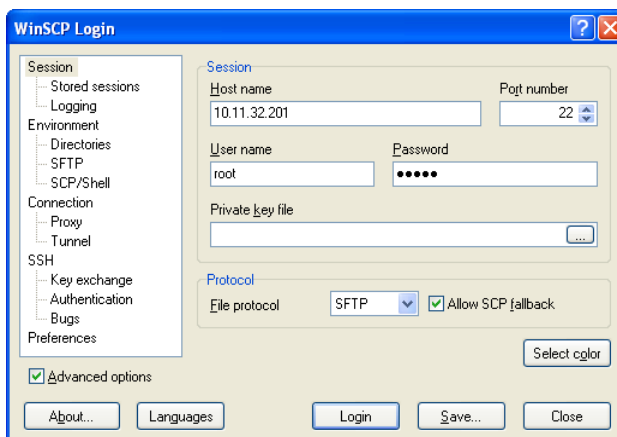 WinSCP Login
Session
Stored sessions
Logging
Environment
Directories
SFTP
SCP/Shell
Connection
Proxy
Tunnel
SSH
Key exchange
Authentication
Bugs
Preferences
Advanced options
Session
Host name Port number
10.11.32.201 22
User name Password
root •••••
Private key file
...
Protocol
File protocol SFTP Allow SCP fallback
Select color
About... Languages Login Save... Close